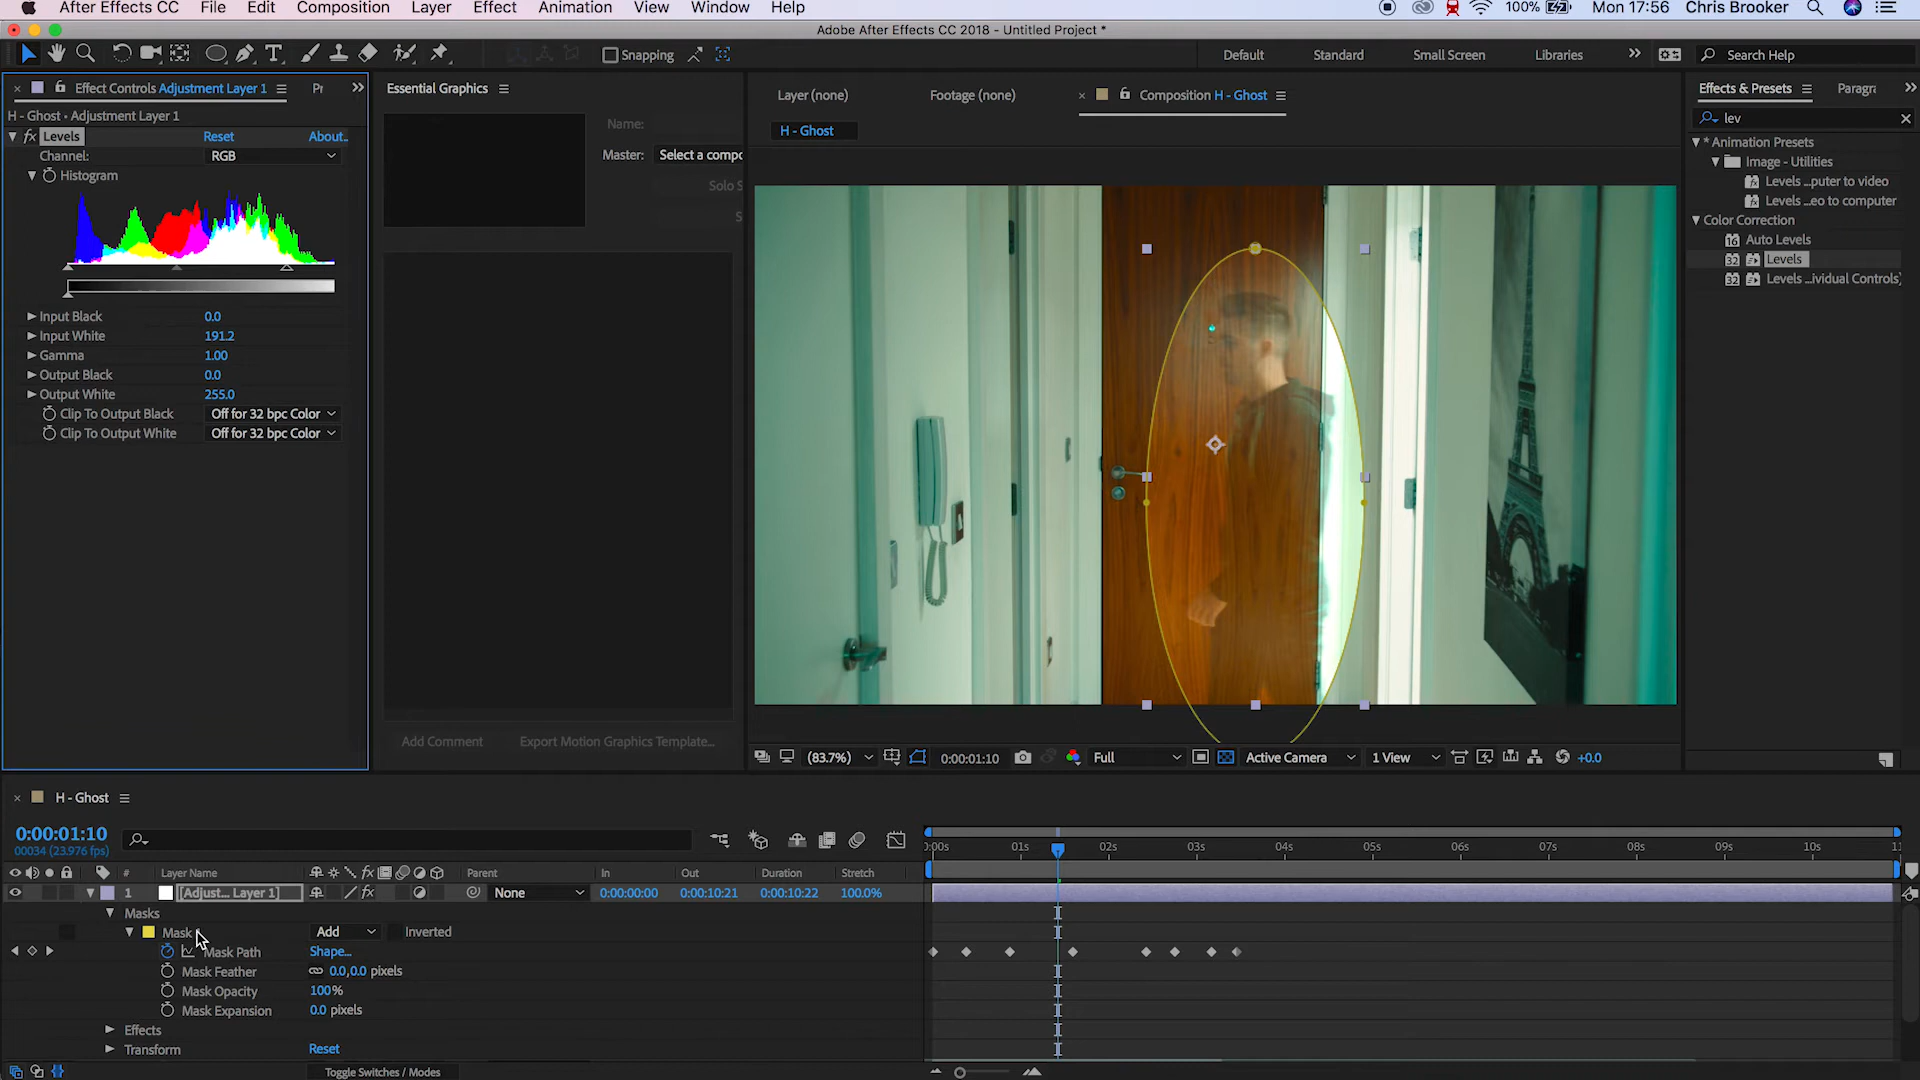 After Effects CC File Edit Composition Layer Effect Animation View Window Help 100% Mon 17:56 Chris Brooker
Adobe After Effects CC 2018 - Untitled Project *
Snapping Default Standard Small Screen Libraries Search Help
Effect Controls Adjustment Layer 1 Pr
Essential Graphics
Layer (none) Footage (none) Composition H - Ghost
Effects & Presets Paragra
H - Ghost • Adjustment Layer 1
fx Levels Reset About..
Channel: RGB
Histogram
Input Black 0.0
Input White 191.2
Gamma 1.00
Output Black 0.0
Output White 255.0
Clip To Output Black Off for 32 bpc Color
Clip To Output White Off for 32 bpc Color
Name:
Master: Select a compo
Solo S
S
Add Comment Export Motion Graphics Template...
H - Ghost
(83.7%) 0:00:01:10 Full Active Camera 1 View +0.0
lev
* Animation Presets
Image - Utilities
Levels ...puter to video
Levels ...eo to computer
Color Correction
16 Auto Levels
32 Levels
32 Levels ...ividual Controls)
H - Ghost
0:00:01:10
00034 (23.976 fps)
# Layer Name fx Parent In Out Duration Stretch
1 [Adjust... Layer 1] fx None 0:00:00:00 0:00:10:21 0:00:10:22 100.0%
Masks
Mask Add Inverted
Mask Path Shape...
Mask Feather 0.0,0.0 pixels
Mask Opacity 100%
Mask Expansion 0.0 pixels
Effects
Transform Reset
Toggle Switches / Modes
):00s 01s 02s 03s 04s 05s 06s 07s 08s 09s 10s 11